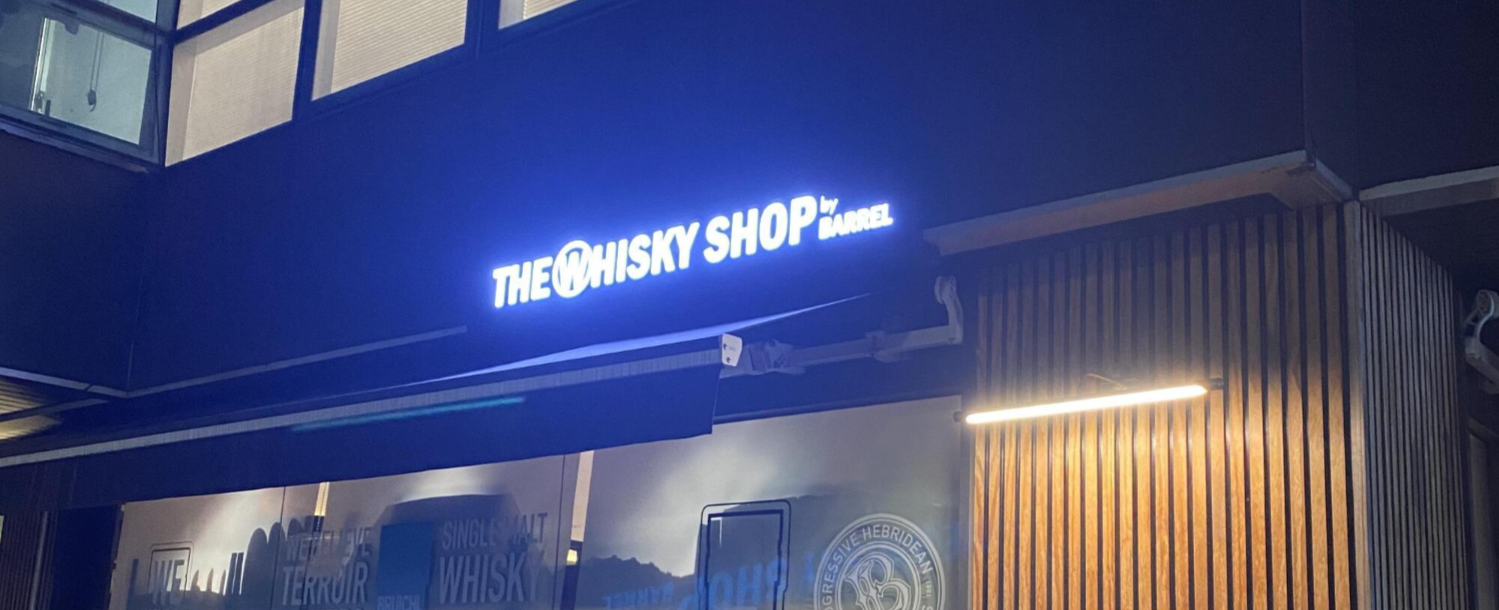 THE WHISKY SHOP by BARREL
WE BELIEVE
TERROIR
SINGLE MALT
WHISKY
PROGRESSIVE HEBRIDEAN